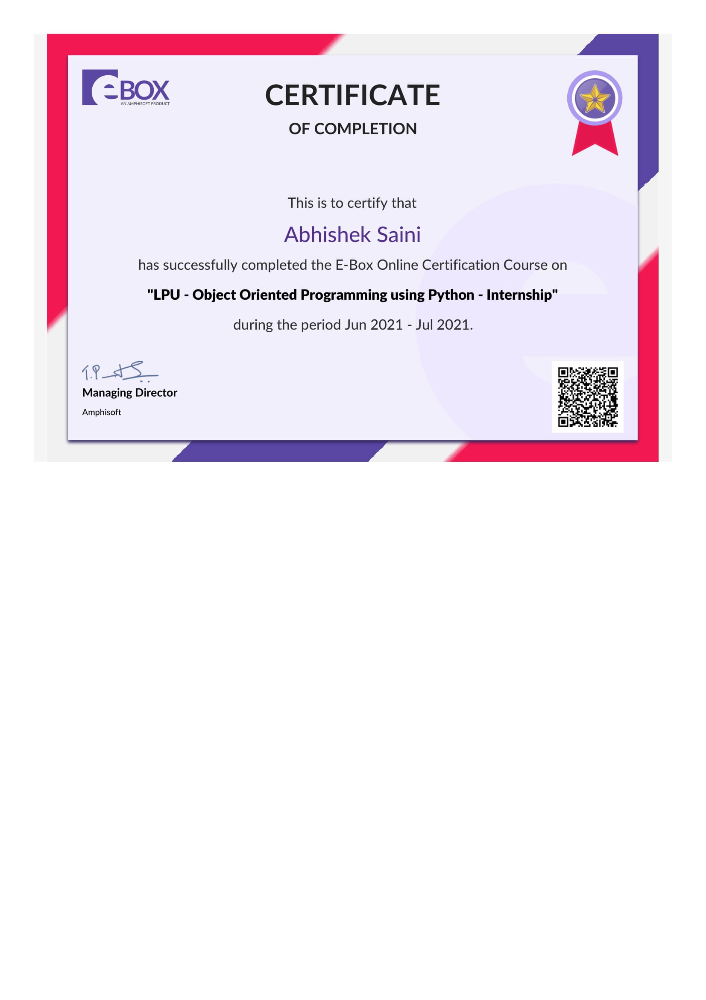 eBOX
AN AMPHISOFT PRODUCT
CERTIFICATE
OF COMPLETION
This is to certify that
Abhishek Saini
has successfully completed the E-Box Online Certification Course on
"LPU - Object Oriented Programming using Python - Internship"
during the period Jun 2021 - Jul 2021.
Managing Director
Amphisoft